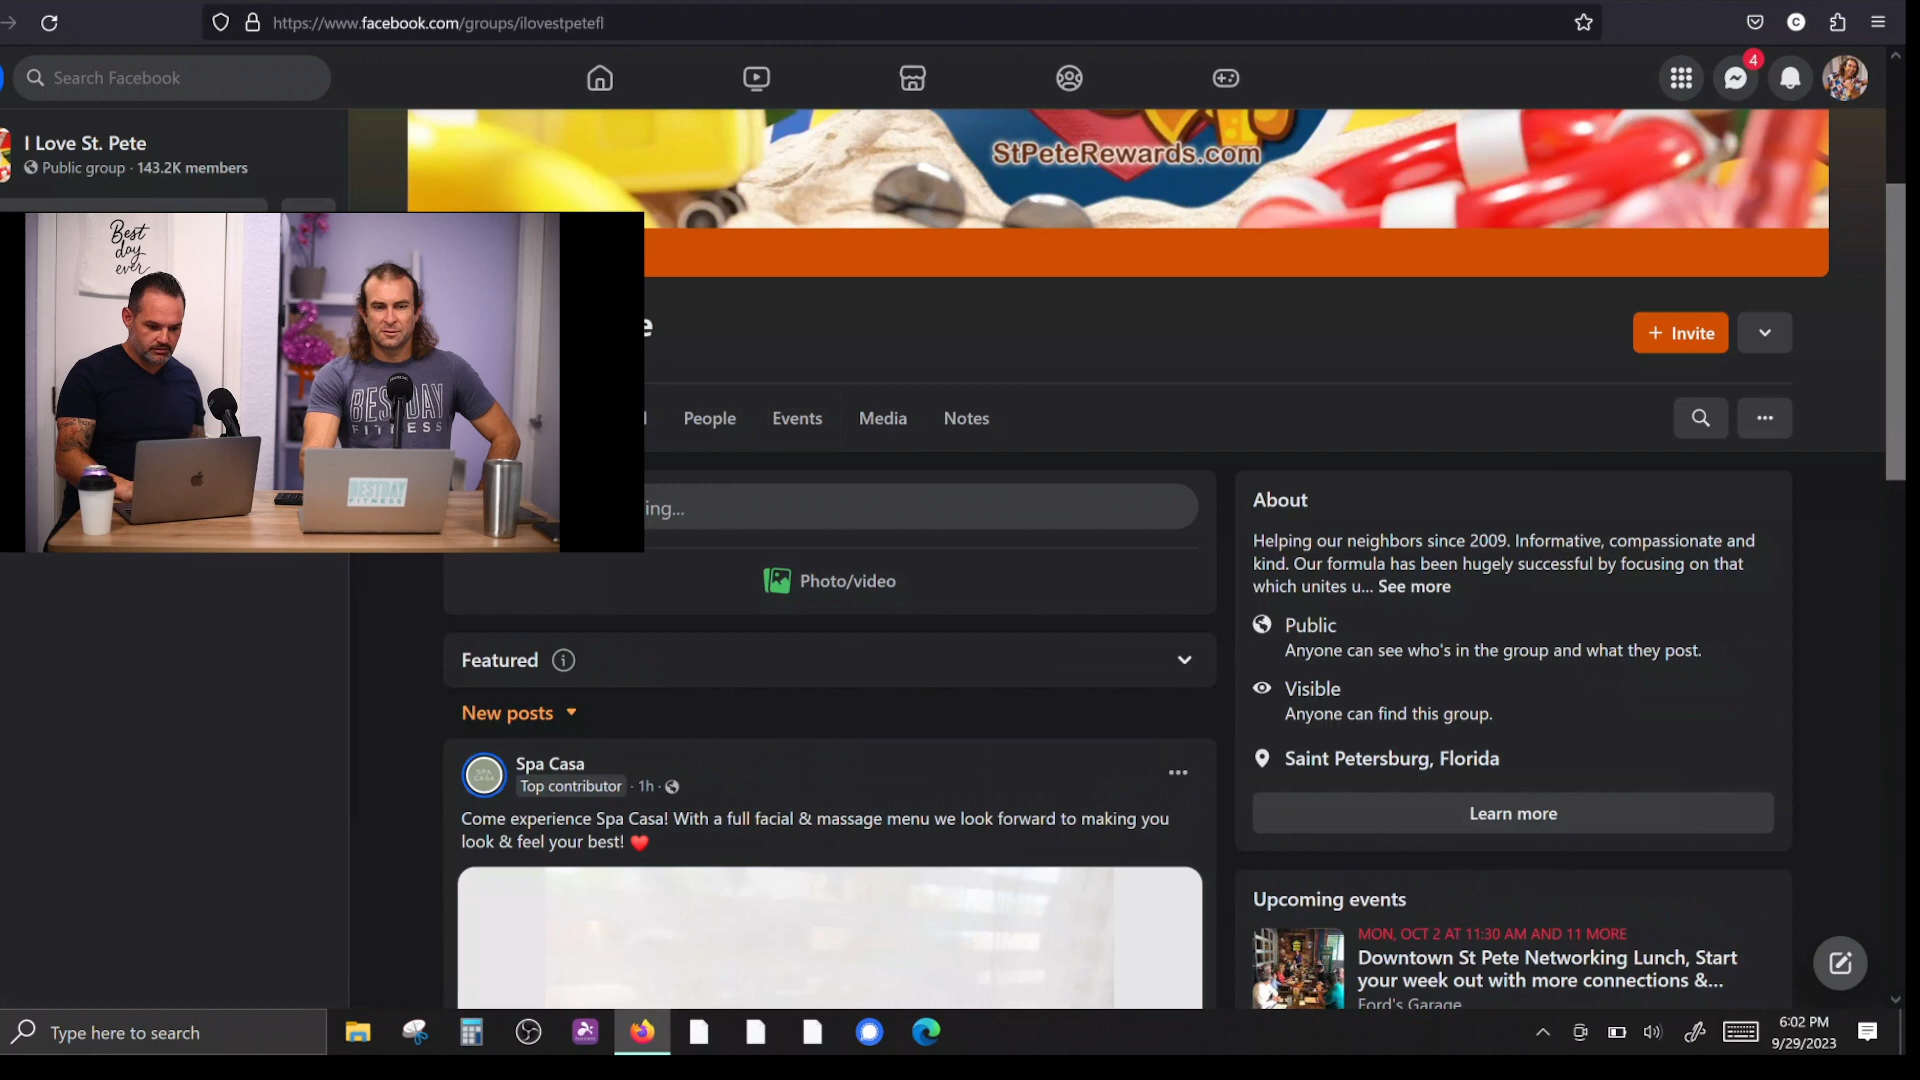 https://www.facebook.com/groups/ilovestpetefl
Search Facebook
4
I Love St. Pete
Public group · 143.2K members
StPeteRewards.com
Best
day
ever
BESTDAY
FITNESS
BESTDAY
FITNESS
e
+ Invite
People
Events
Media
Notes
ing...
Photo/video
Featured
New posts
Spa Casa
Top contributor · 1h ·
Come experience Spa Casa! With a full facial & massage menu we look forward to making you
look & feel your best! ❤️
SPA
CASA
About
Helping our neighbors since 2009. Informative, compassionate and
kind. Our formula has been hugely successful by focusing on that
which unites u... See more
Public
Anyone can see who's in the group and what they post.
Visible
Anyone can find this group.
Saint Petersburg, Florida
Learn more
Upcoming events
MON, OCT 2 AT 11:30 AM AND 11 MORE
Downtown St Pete Networking Lunch, Start
your week out with more connections &...
Ford's Garage
Type here to search
6:02 PM
9/29/2023